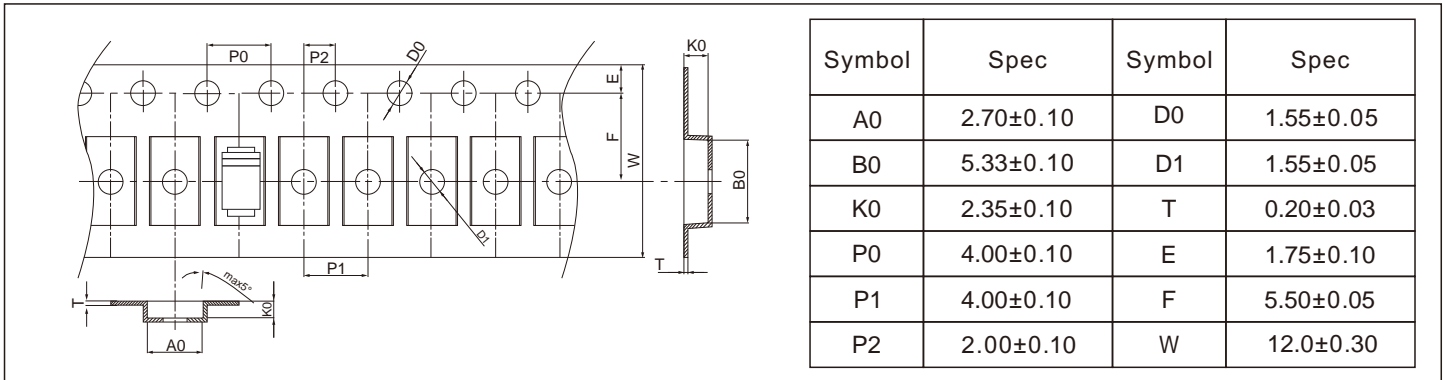 P0
P2
D0
E
F
W
D1
P1
T
max5°
K0
A0
K0
B0
T
Symbol Spec Symbol Spec
A0 2.70±0.10 D0 1.55±0.05
B0 5.33±0.10 D1 1.55±0.05
K0 2.35±0.10 T 0.20±0.03
P0 4.00±0.10 E 1.75±0.10
P1 4.00±0.10 F 5.50±0.05
P2 2.00±0.10 W 12.0±0.30